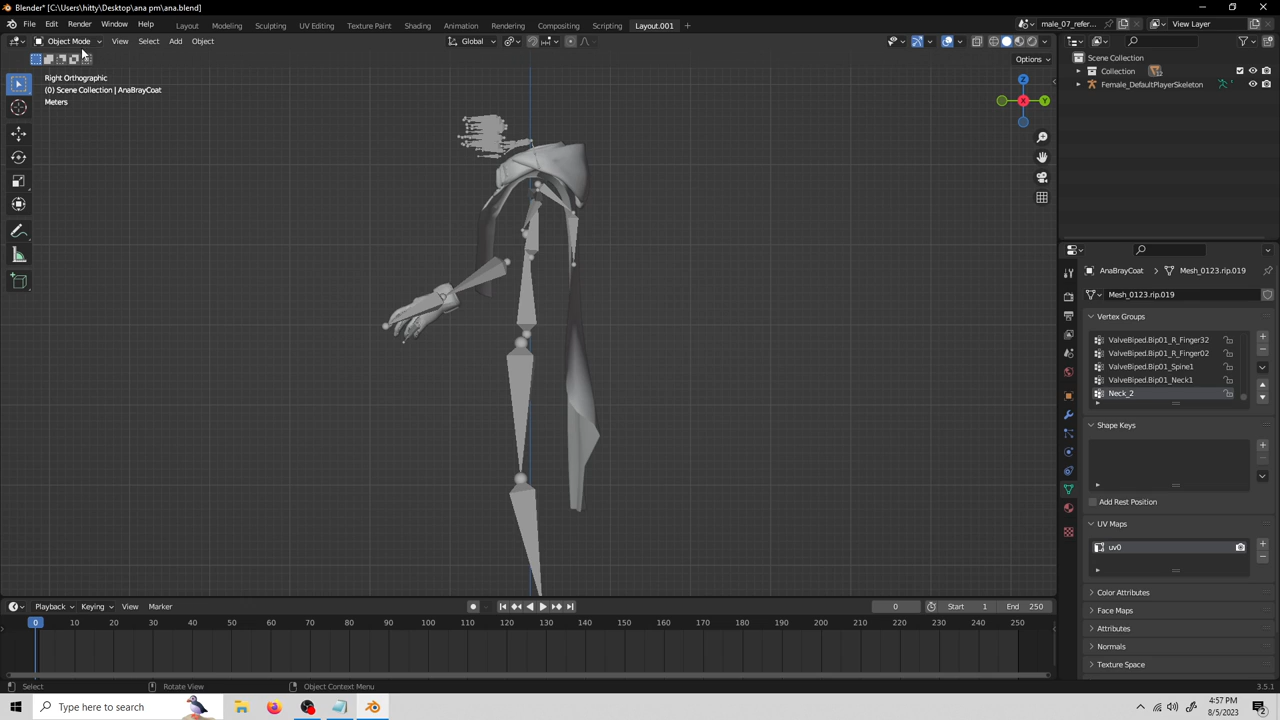 Blender* [C:\Users\hitty\Desktop\ana pm\ana.blend]
File Edit Render Window Help Layout Modeling Sculpting UV Editing Texture Paint Shading Animation Rendering Compositing Scripting Layout.001 + male_07_refer.. View Layer
Object Mode View Select Add Object Global
Options
Right Orthographic
(0) Scene Collection | AnaBrayCoat
Meters
Z
X
Y
Scene Collection
Collection 12
Female_DefaultPlayerSkeleton
AnaBrayCoat > Mesh_0123.rip.019
Mesh_0123.rip.019
Vertex Groups
ValveBiped.Bip01_R_Finger32
ValveBiped.Bip01_R_Finger02
ValveBiped.Bip01_Spine1
ValveBiped.Bip01_Neck1
Neck_2
Shape Keys
Add Rest Position
UV Maps
uv0
Color Attributes
Face Maps
Attributes
Normals
Texture Space
Playback Keying View Marker 0 Start 1 End 250
0 10 20 30 40 50 60 70 80 90 100 110 120 130 140 150 160 170 180 190 200 210 220 230 240 250
Select Rotate View Object Context Menu 3.5.1
Type here to search
4:57 PM
8/5/2023
2